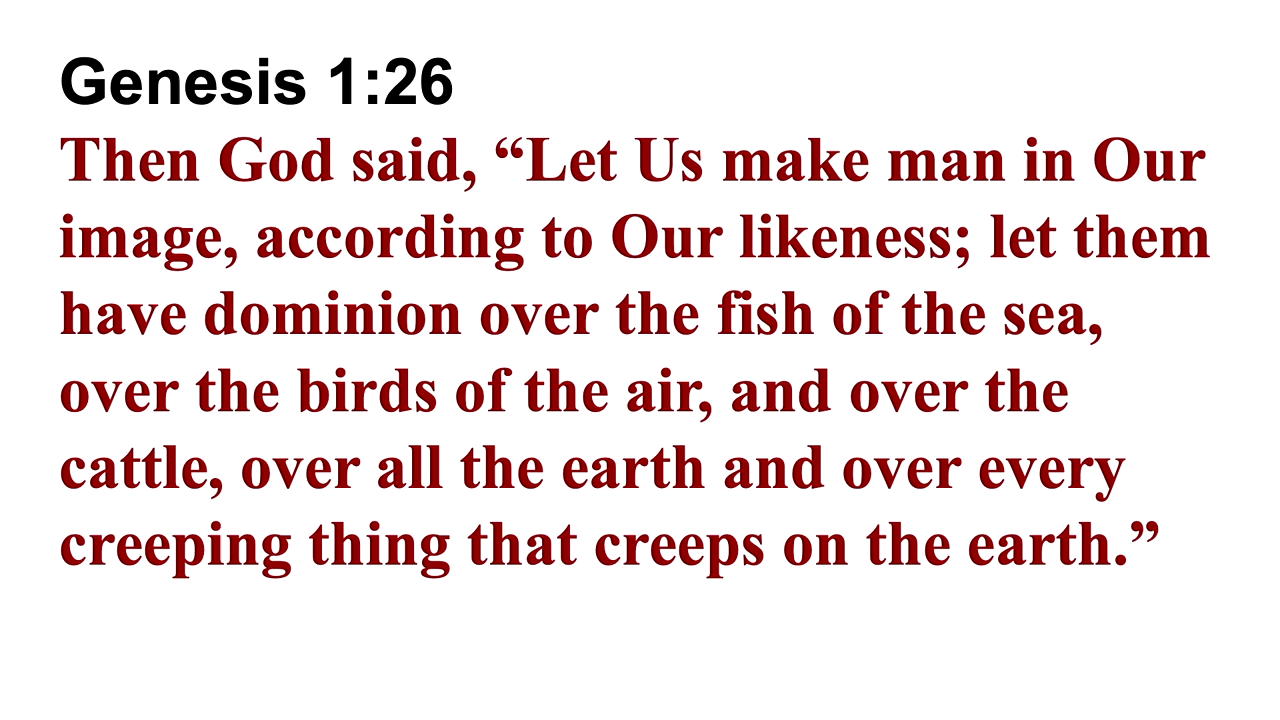 Genesis 1:26
Then God said, “Let Us make man in Our
image, according to Our likeness; let them
have dominion over the fish of the sea,
over the birds of the air, and over the
cattle, over all the earth and over every
creeping thing that creeps on the earth.”